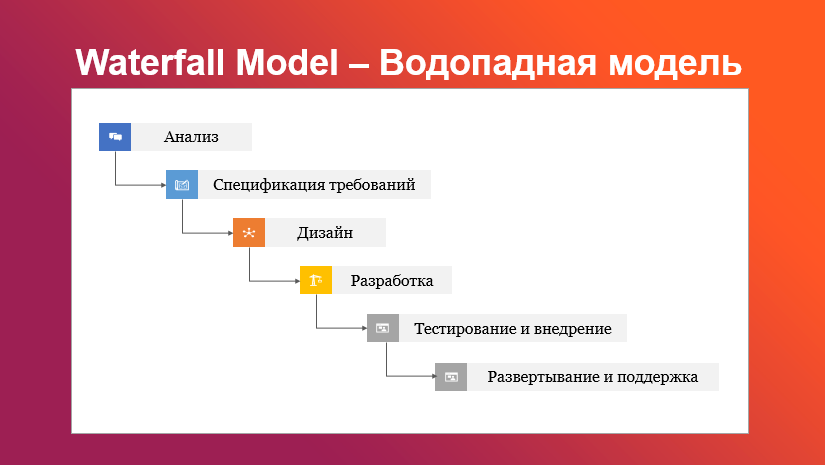 Waterfall Model – Водопадная модель
Анализ
Спецификация требований
Дизайн
Разработка
Тестирование и внедрение
Развертывание и поддержка